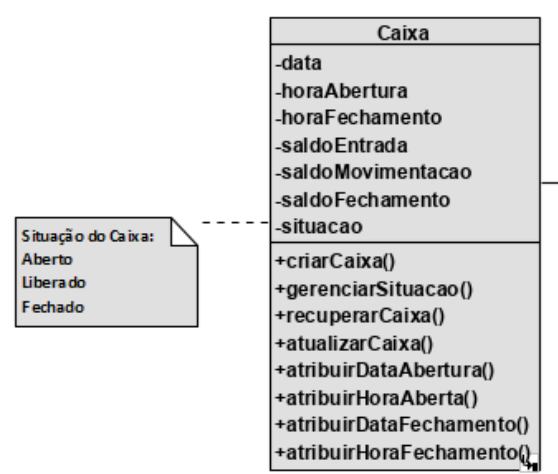 Caixa
-data
-horaAbertura
-horaFechamento
-saldoEntrada
-saldoMovimentacao
-saldoFechamento
-situacao
Situação do Caixa:
Aberto
Liberado
Fechado
+criarCaixa()
+gerenciarSituacao()
+recuperarCaixa()
+atualizarCaixa()
+atribuirDataAbertura()
+atribuirHoraAberta()
+atribuirDataFechamento()
+atribuirHoraFechamento()